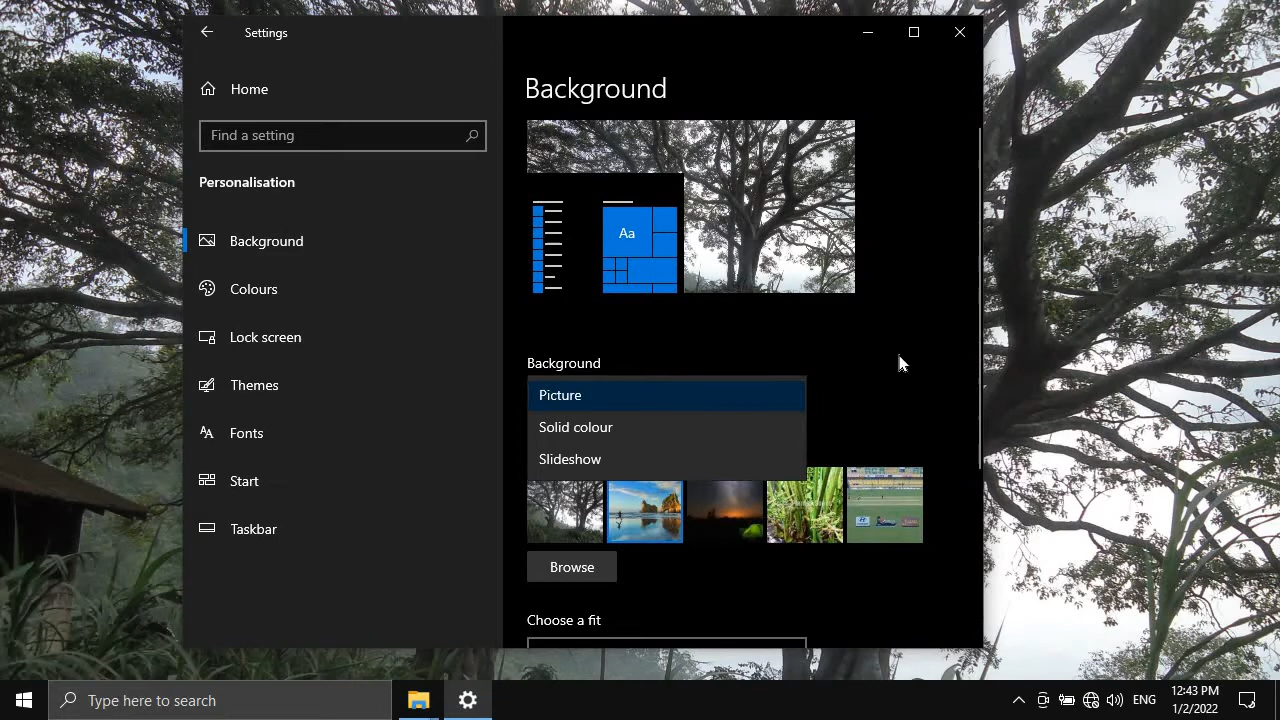 Settings
Home
Find a setting
Personalisation
Background
Colours
Lock screen
Themes
Fonts
Start
Taskbar
Background
Aa
Background
Picture
Solid colour
Slideshow
Browse
Choose a fit
Type here to search
ENG
12:43 PM
1/2/2022